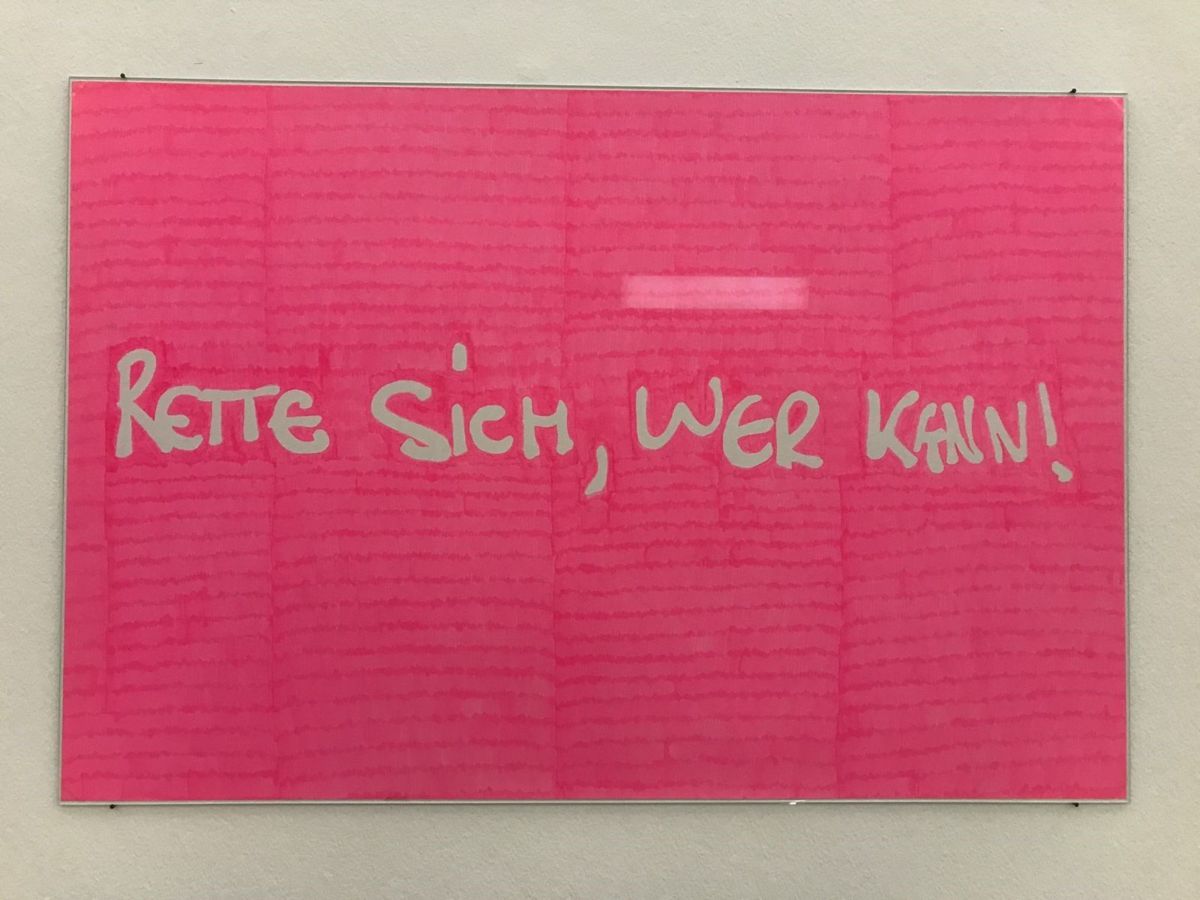 RETTE SiCH, WER KANN!